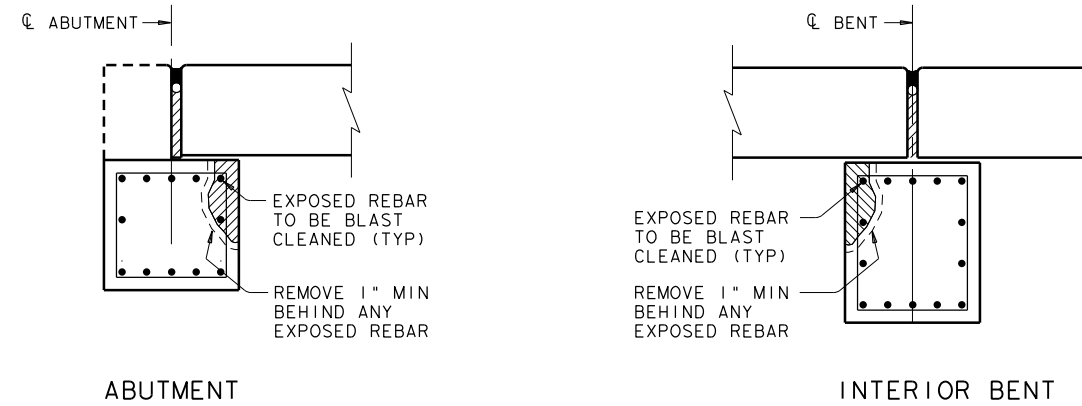 ℄ ABUTMENT
℄ BENT
EXPOSED REBAR
TO BE BLAST
CLEANED (TYP)
REMOVE 1" MIN
BEHIND ANY
EXPOSED REBAR
EXPOSED REBAR
TO BE BLAST
CLEANED (TYP)
REMOVE 1" MIN
BEHIND ANY
EXPOSED REBAR
ABUTMENT
INTERIOR BENT